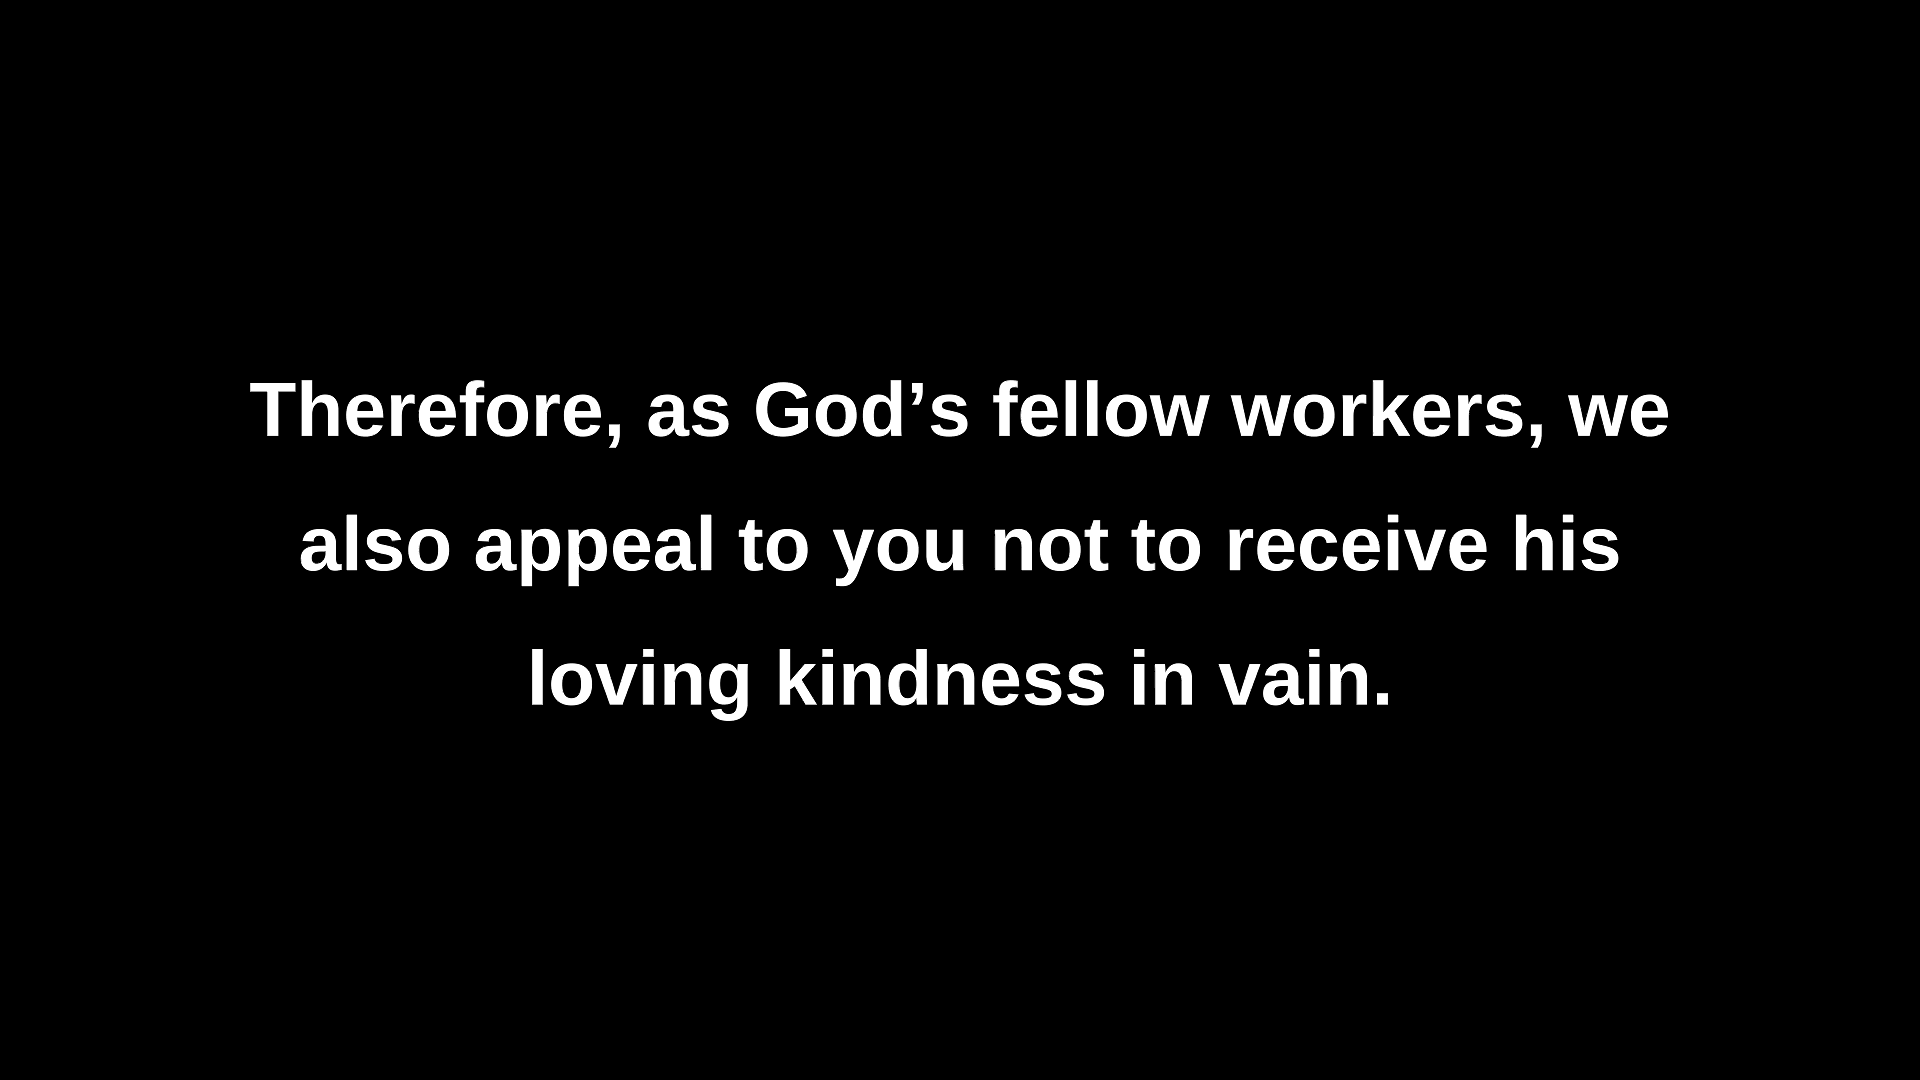 Therefore, as God’s fellow workers, we
also appeal to you not to receive his
loving kindness in vain.